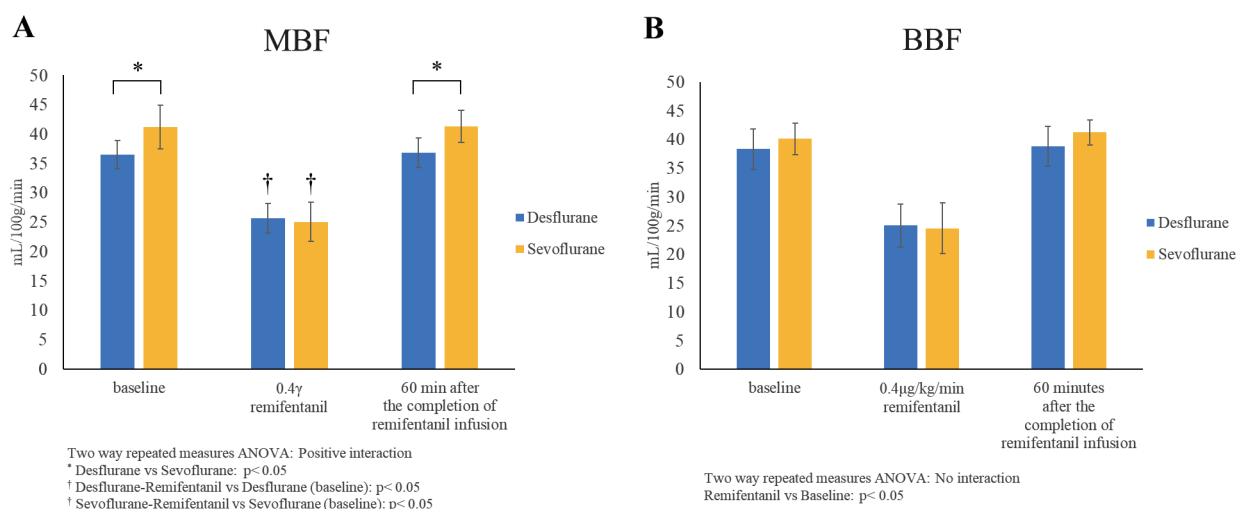 A
MBF
*
*
50
45
40
35
30
25
20
15
10
5
0
mL/100g/min
†
†
Desflurane
Sevoflurane
baseline
0.4γ
remifentanil
60 min after
the completion of
remifentanil infusion
Two way repeated measures ANOVA: Positive interaction
* Desflurane vs Sevoflurane: p< 0.05
† Desflurane-Remifentanil vs Desflurane (baseline): p< 0.05
† Sevoflurane-Remifentanil vs Sevoflurane (baseline): p< 0.05
B
BBF
50
45
40
35
30
25
20
15
10
5
0
mL/100g/min
Desflurane
Sevoflurane
baseline
0.4μg/kg/min
remifentanil
60 minutes
after the
completion of
remifentanil infusion
Two way repeated measures ANOVA: No interaction
Remifentanil vs Baseline: p< 0.05